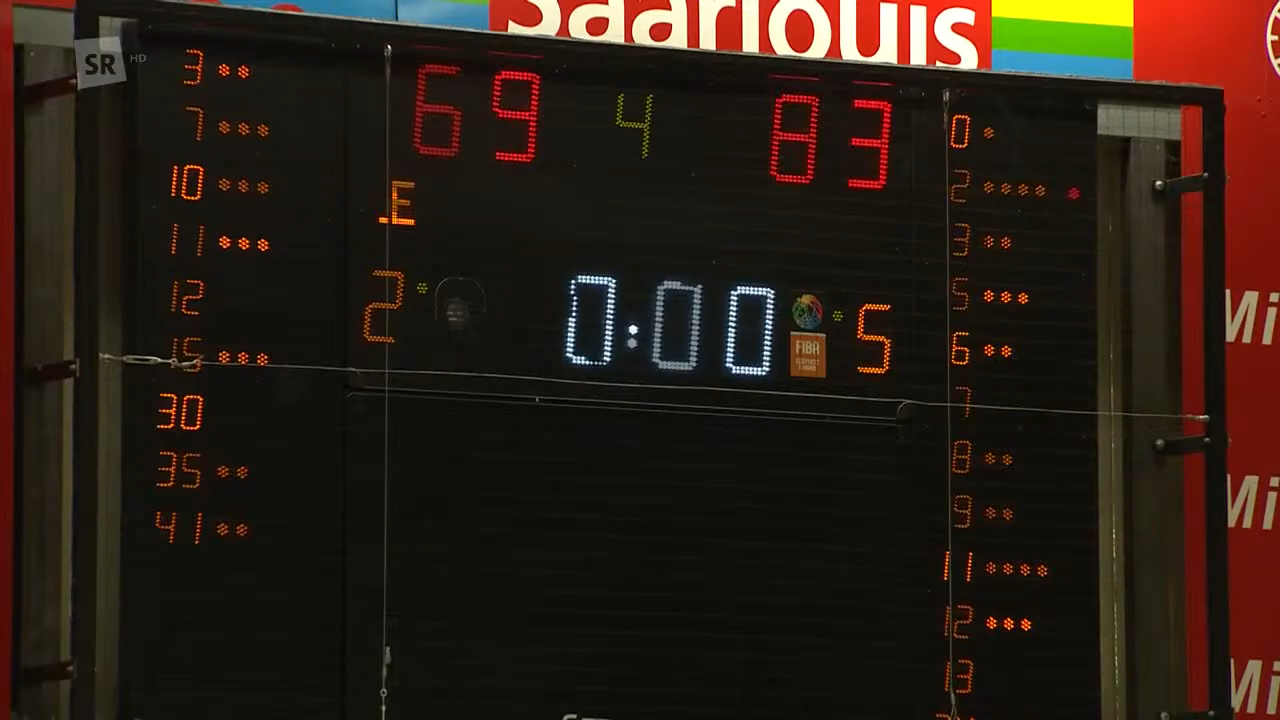 Saarlouis
SR HD
69 4 83
3 **
7 ***
10 ***
11 ***
12
15 ***
30
35 **
41 **
E
2 * 0:00 * 5
FIBA
0 *
2 **** *
3 **
5 ***
6 **
7
8 **
9 **
11 ****
12 ***
13
Mi
Mi
Mi